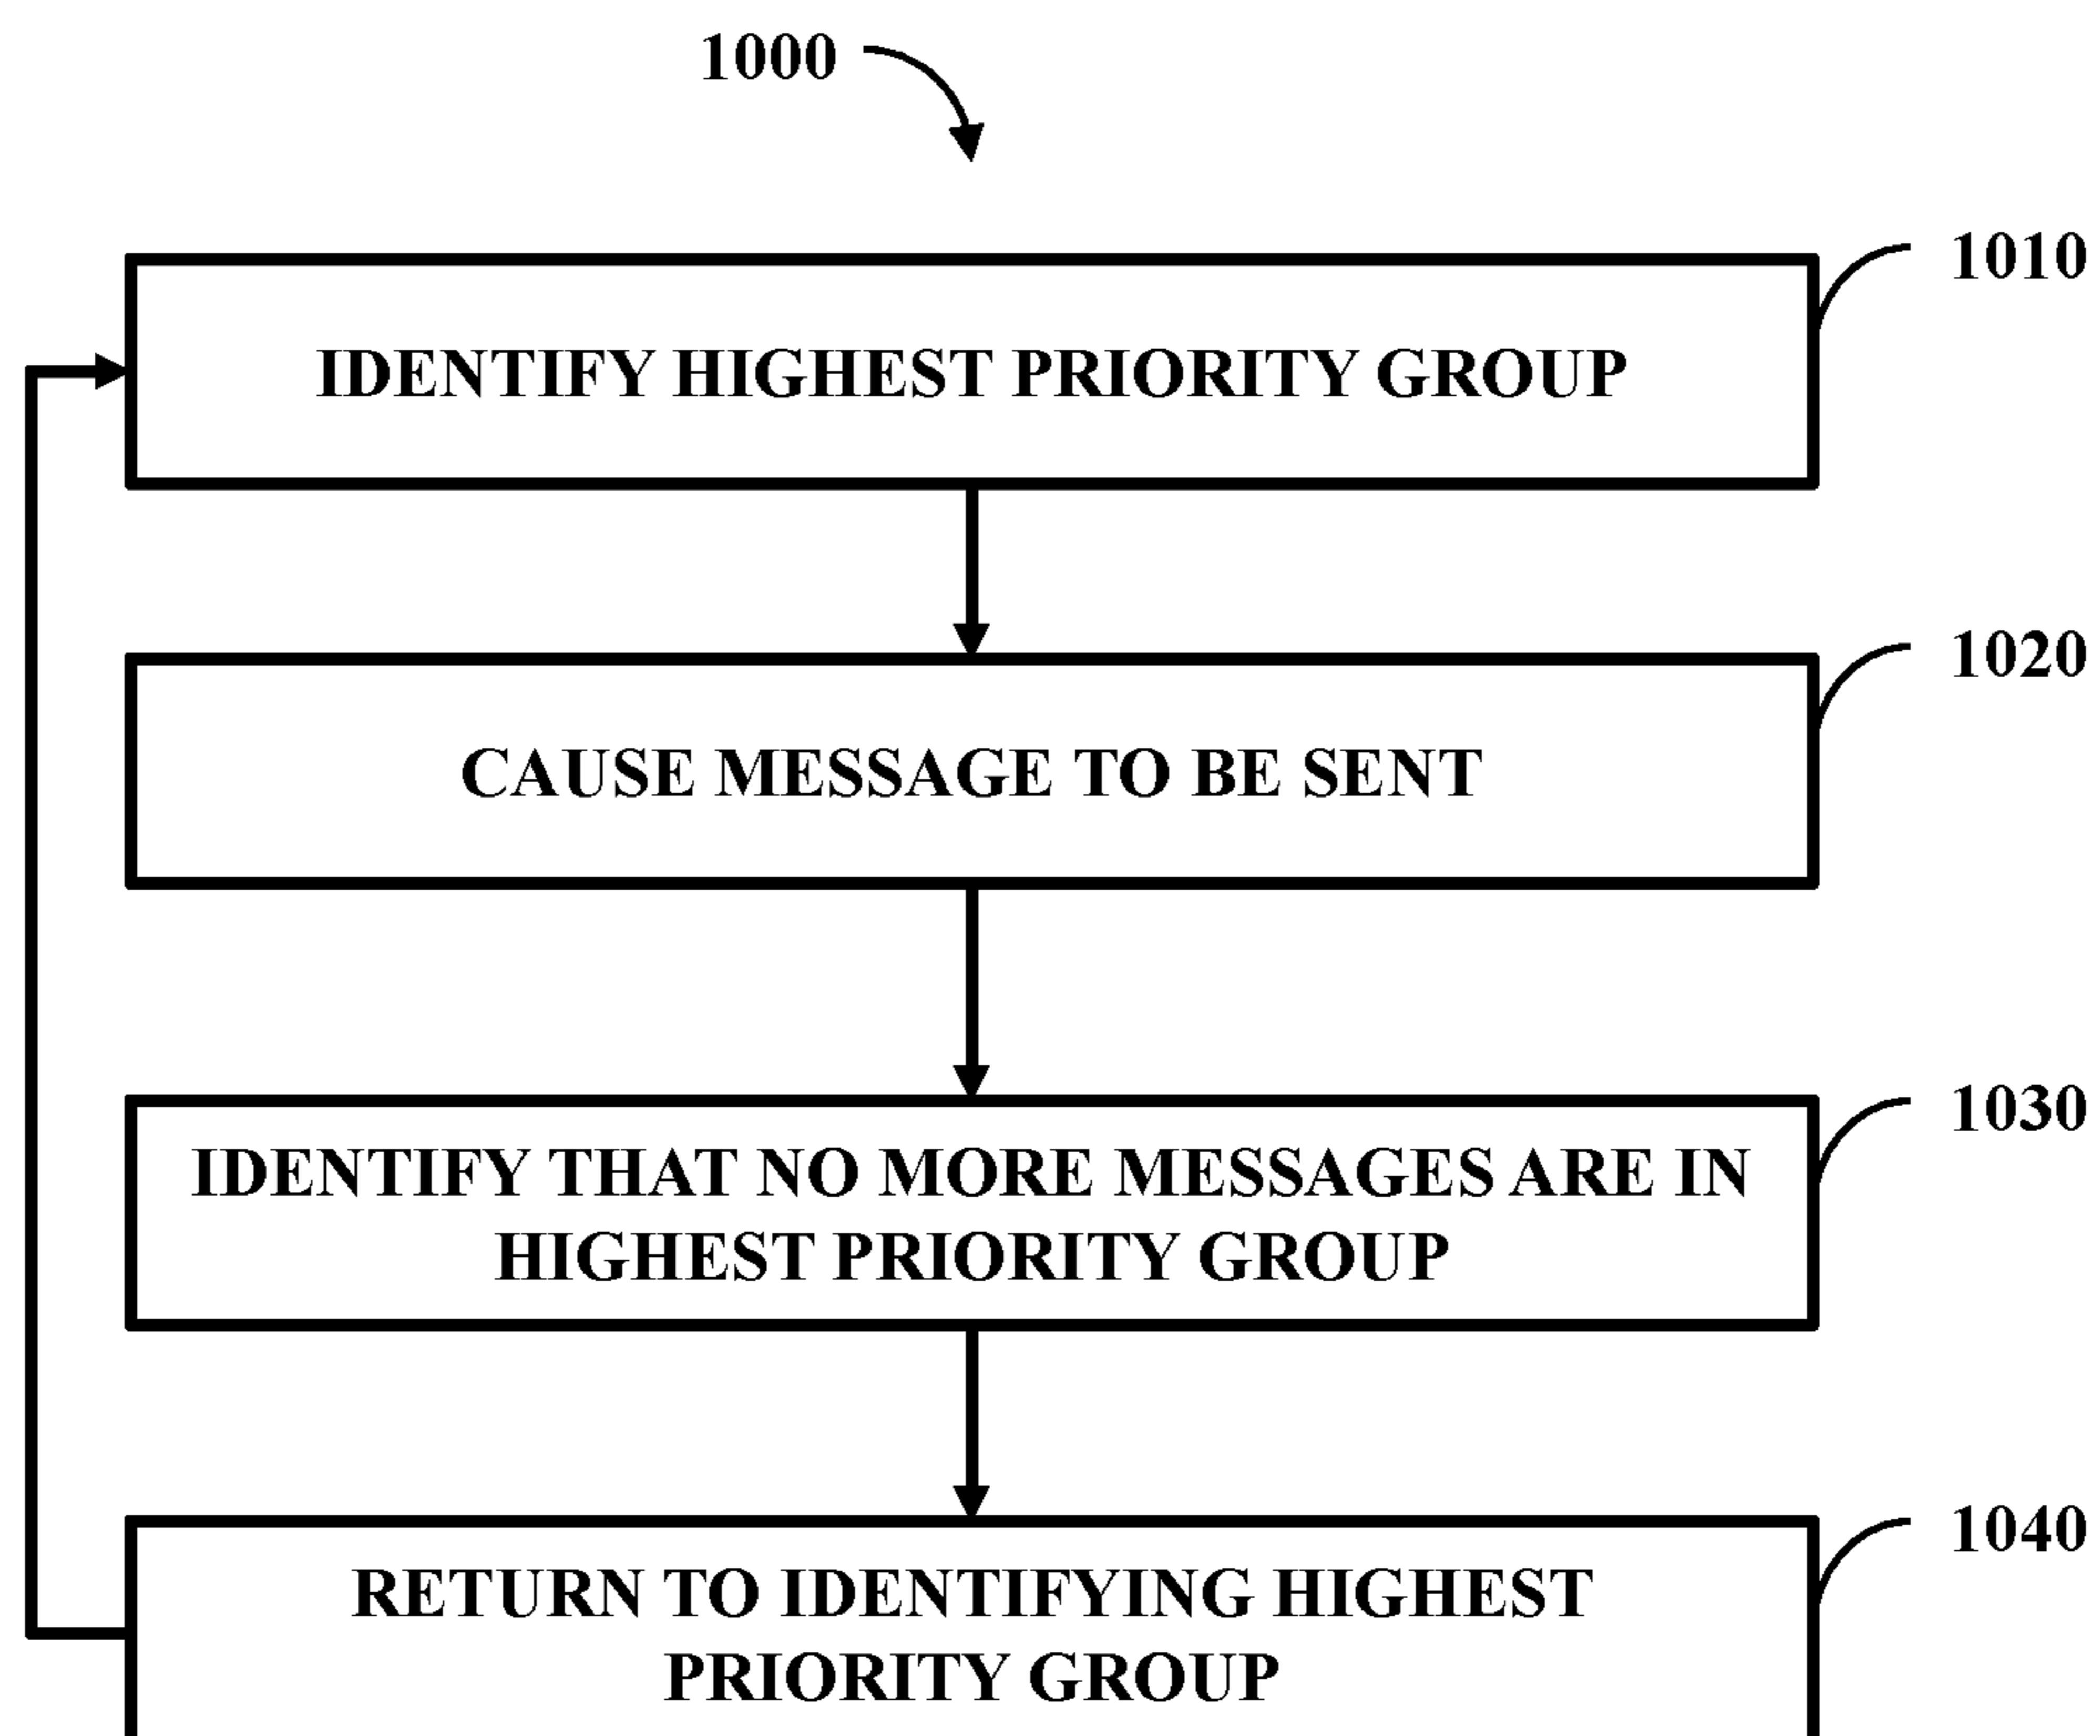 1000
1010
IDENTIFY HIGHEST PRIORITY GROUP
1020
CAUSE MESSAGE TO BE SENT
1030
IDENTIFY THAT NO MORE MESSAGES ARE IN
HIGHEST PRIORITY GROUP
1040
RETURN TO IDENTIFYING HIGHEST
PRIORITY GROUP